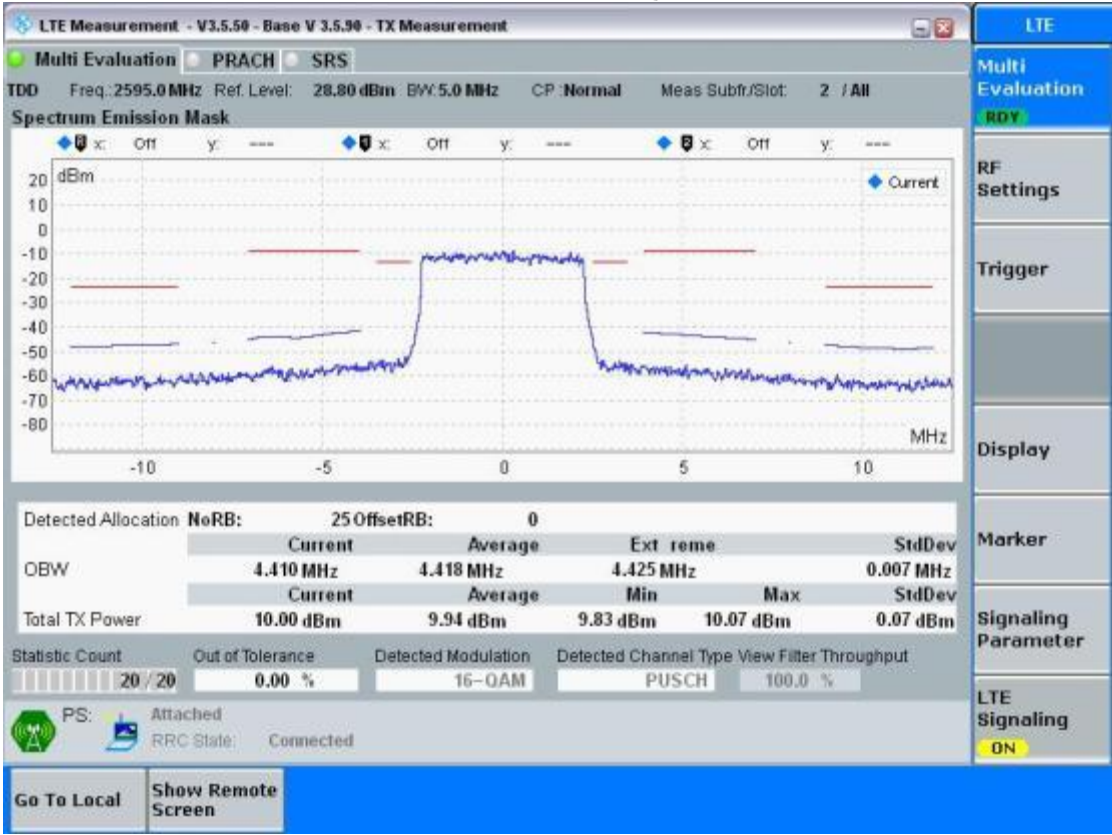 LTE Measurement - V3.5.50 - Base V 3.5.90 - TX Measurement
LTE
Multi Evaluation PRACH SRS
TDD Freq.:2595.0 MHz Ref. Level: 28.80 dBm BW:5.0 MHz CP :Normal Meas Subfr./Slot: 2 / All
Spectrum Emission Mask
x: Off y: --- x: Off y: --- x: Off y: ---
dBm
Current
20
10
0
-10
-20
-30
-40
-50
-60
-70
-80
MHz
-10 -5 0 5 10
Detected Allocation NoRB: 25 OffsetRB: 0
Current Average Ext reme StdDev
OBW 4.410 MHz 4.418 MHz 4.425 MHz 0.007 MHz
Current Average Min Max StdDev
Total TX Power 10.00 dBm 9.94 dBm 9.83 dBm 10.07 dBm 0.07 dBm
Statistic Count Out of Tolerance Detected Modulation Detected Channel Type View Filter Throughput
20 / 20 0.00 % 16-QAM PUSCH 100.0 %
PS: Attached
RRC State: Connected
Multi
Evaluation
RDY
RF
Settings
Trigger
Display
Marker
Signaling
Parameter
LTE
Signaling
ON
Go To Local
Show Remote
Screen